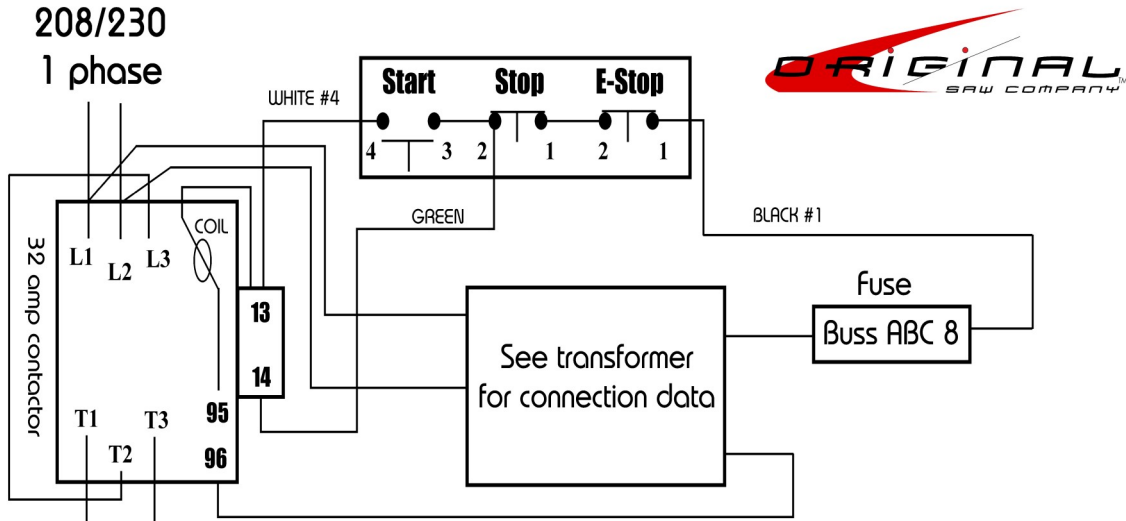 208/230
1 phase
ORIGINAL
SAW COMPANY
TM
Start
Stop
E-Stop
WHITE #4
4
3
2
1
2
1
GREEN
BLACK #1
32 amp contactor
L1
L2
L3
COIL
13
14
See transformer
for connection data
Fuse
Buss ABC 8
T1
T2
T3
95
96